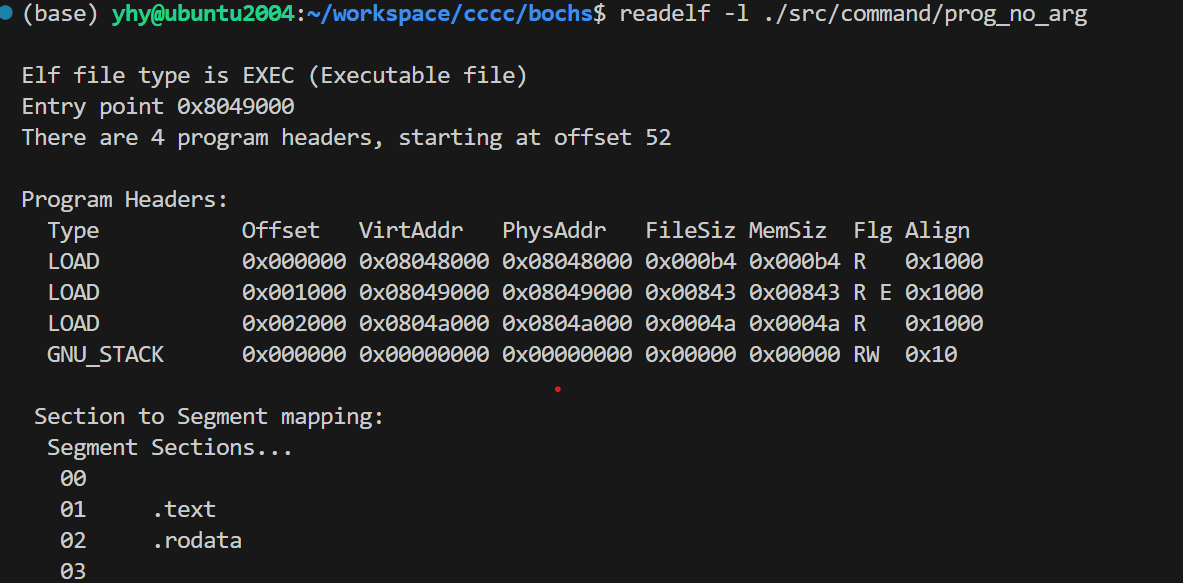 (base) yhy@ubuntu2004:~/workspace/cccc/bochs$ readelf -l ./src/command/prog_no_arg
Elf file type is EXEC (Executable file)
Entry point 0x8049000
There are 4 program headers, starting at offset 52
Program Headers:
  Type           Offset   VirtAddr   PhysAddr   FileSiz MemSiz  Flg Align
  LOAD           0x000000 0x08048000 0x08048000 0x000b4 0x000b4 R   0x1000
  LOAD           0x001000 0x08049000 0x08049000 0x00843 0x00843 R E 0x1000
  LOAD           0x002000 0x0804a000 0x0804a000 0x0004a 0x0004a R   0x1000
  GNU_STACK      0x000000 0x00000000 0x00000000 0x00000 0x00000 RW  0x10
 Section to Segment mapping:
  Segment Sections...
   00
   01     .text
   02     .rodata
   03